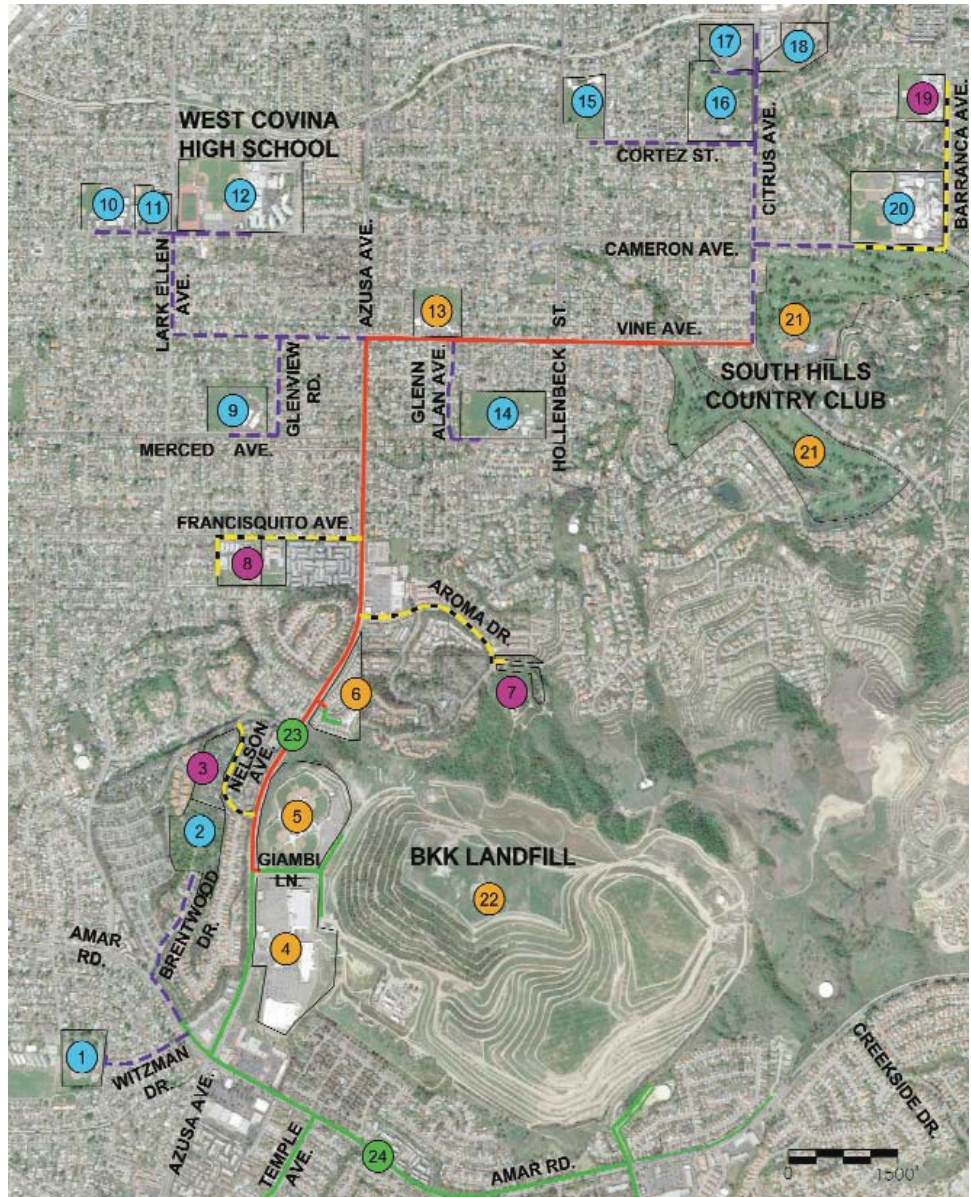 17
18
19
15
16
WEST COVINA
HIGH SCHOOL
CORTEZ ST.
CITRUS AVE.
BARRANCA AVE.
10
11
12
20
LARK ELLEN
AVE.
AZUSA AVE.
CAMERON AVE.
13
ST.
HOLLENBECK
VINE AVE.
21
GLENVIEW
RD.
GLENN
ALAN AVE.
SOUTH HILLS
COUNTRY CLUB
9
14
MERCED AVE.
21
FRANCISQUITO AVE.
8
AROMA DR.
7
6
23
NELSON
AVE.
3
5
2
GIAMBI
LN.
BKK LANDFILL
22
BRENTWOOD
DR.
AMAR
RD.
4
1
WITZMAN
DR.
CREEKSIDE DR.
AZUSA AVE.
TEMPLE
AVE.
24
AMAR RD.
0 1500'